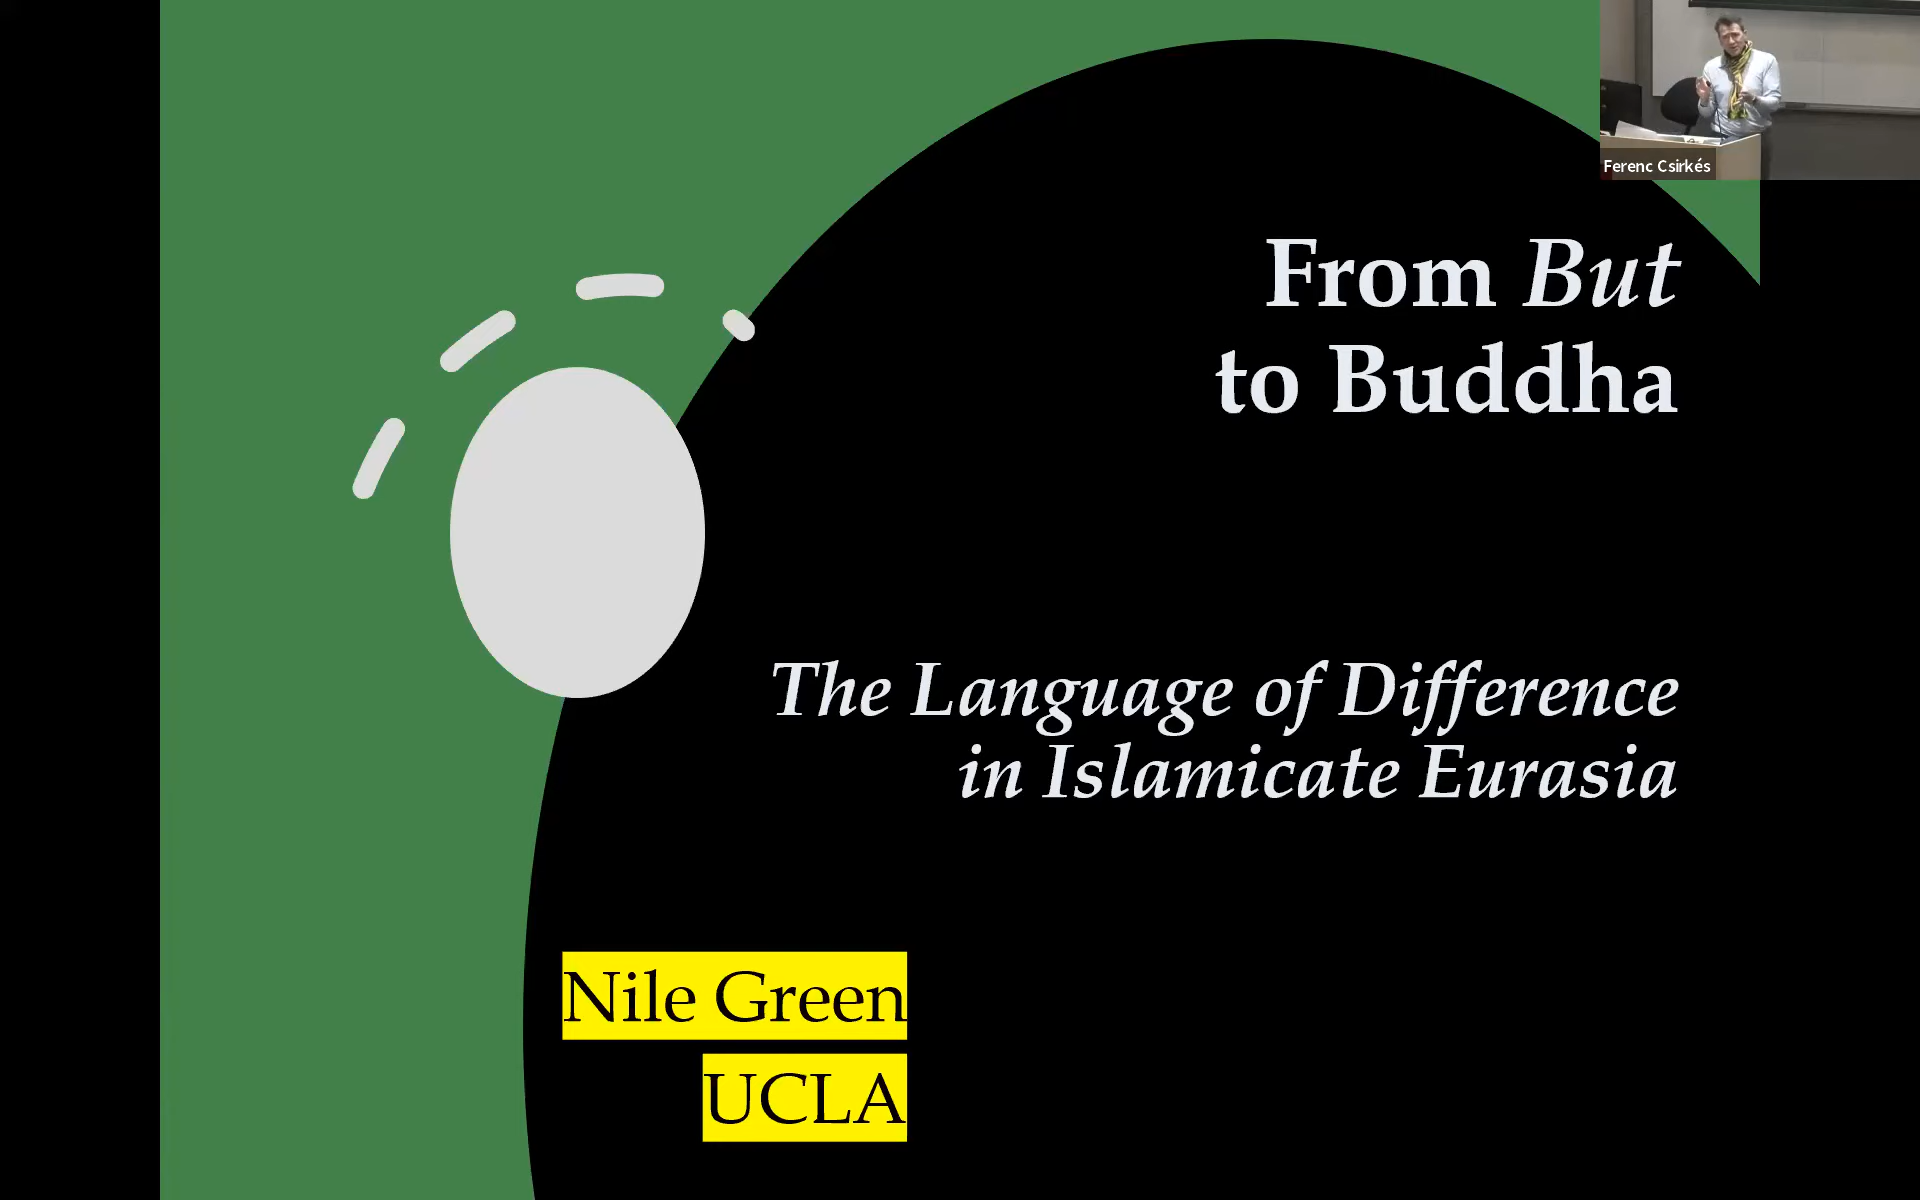 Ferenc Csirkés
From But
to Buddha
The Language of Difference
in Islamicate Eurasia
Nile Green
UCLA